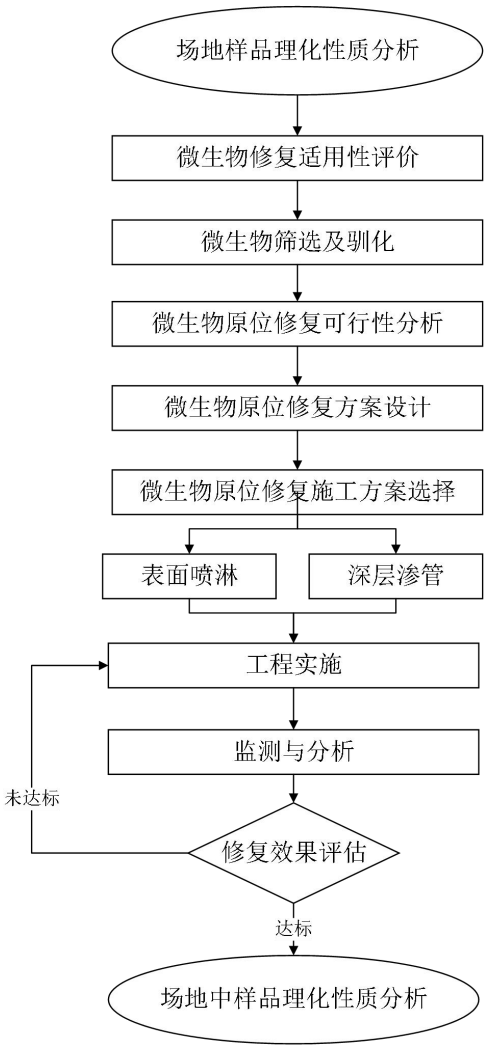 场地样品理化性质分析
微生物修复适用性评价
微生物筛选及驯化
微生物原位修复可行性分析
微生物原位修复方案设计
微生物原位修复施工方案选择
表面喷淋
深层渗管
工程实施
监测与分析
未达标
修复效果评估
达标
场地中样品理化性质分析